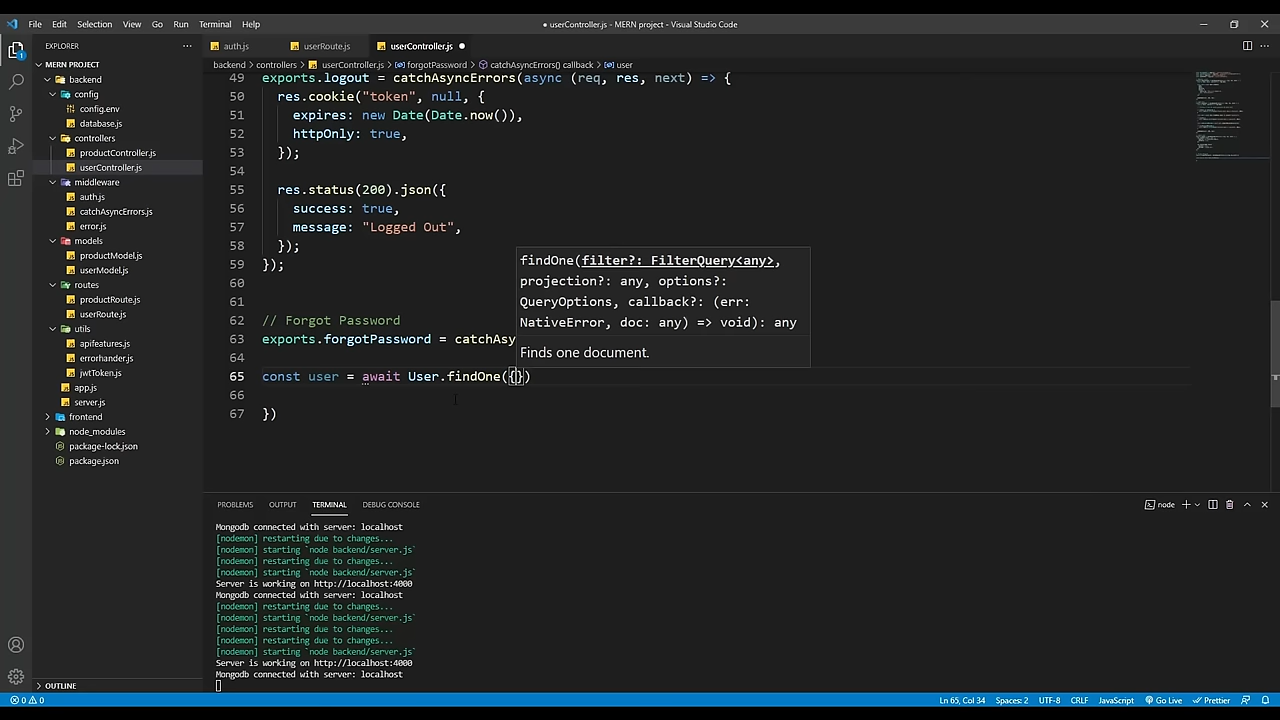 File Edit Selection View Go Run Terminal Help
● userController.js - MERN project - Visual Studio Code
EXPLORER
auth.js
userRoute.js
userController.js ●
MERN PROJECT
backend > controllers > userController.js > forgotPassword > catchAsyncErrors() callback > user
backend
config
config.env
database.js
controllers
productController.js
userController.js
middleware
auth.js
catchAsyncErrors.js
error.js
models
productModel.js
userModel.js
routes
productRoute.js
userRoute.js
utils
apifeatures.js
errorhander.js
jwtToken.js
app.js
server.js
frontend
node_modules
package-lock.json
package.json
OUTLINE
49 exports.logout = catchAsyncErrors(async (req, res, next) => {
50 res.cookie("token", null, {
51 expires: new Date(Date.now()),
52 httpOnly: true,
53 });
54
55 res.status(200).json({
56 success: true,
57 message: "Logged Out",
58 });
59 });
60
61
62 // Forgot Password
63 exports.forgotPassword = catchAsy
64
65 const user = await User.findOne({})
66
67 })
findOne(filter?: FilterQuery<any>,
projection?: any, options?:
QueryOptions, callback?: (err:
NativeError, doc: any) => void): any
Finds one document.
PROBLEMS OUTPUT TERMINAL DEBUG CONSOLE
node
Mongodb connected with server: localhost
[nodemon] restarting due to changes...
[nodemon] starting `node backend/server.js`
[nodemon] restarting due to changes...
[nodemon] starting `node backend/server.js`
Server is working on http://localhost:4000
Mongodb connected with server: localhost
[nodemon] restarting due to changes...
[nodemon] starting `node backend/server.js`
[nodemon] restarting due to changes...
[nodemon] restarting due to changes...
[nodemon] starting `node backend/server.js`
Server is working on http://localhost:4000
Mongodb connected with server: localhost
0 0
Ln 65, Col 34 Spaces: 2 UTF-8 CRLF JavaScript Go Live Prettier